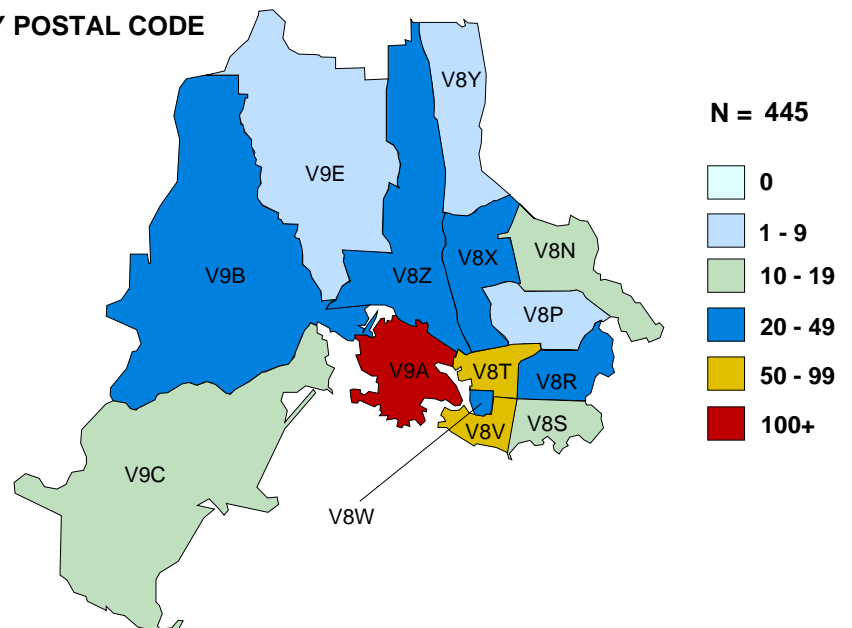 Y POSTAL CODE
V8Y
N = 445
V9E
0
1 - 9
V8N
V9B
V8Z
V8X
10 - 19
V8P
20 - 49
V9A
V8T
V8R
50 - 99
V8V
V8S
100+
V9C
V8W